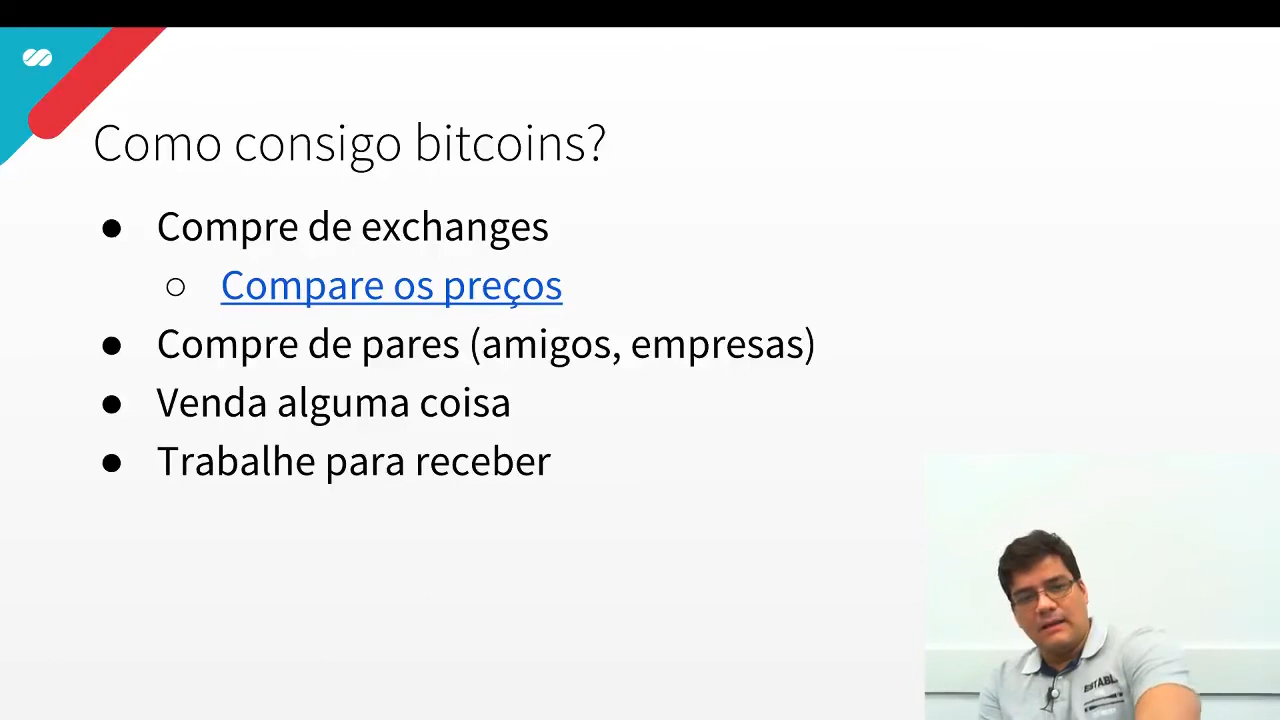 Como consigo bitcoins?
● Compre de exchanges
○ Compare os preços
● Compre de pares (amigos, empresas)
● Venda alguma coisa
● Trabalhe para receber
ESTABL